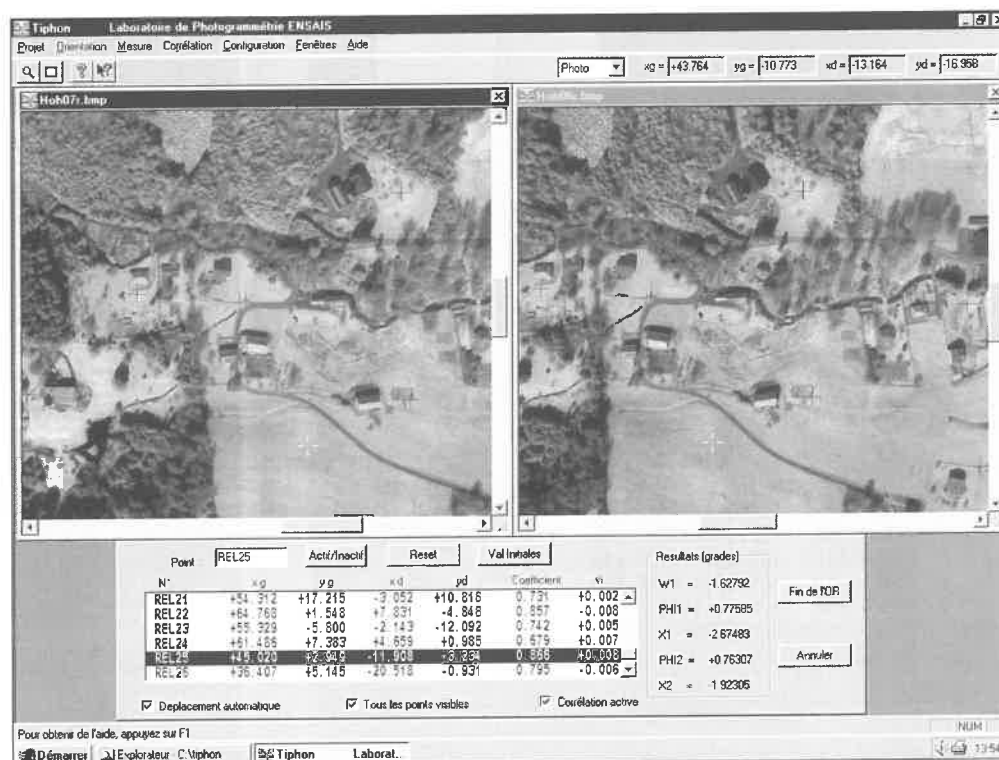 Tiphon Laboratoire de Photogrammétrie ENSAIS
Projet Orientation Mesure Corrélation Configuration Fenêtres Aide
Photo xg = +43.764 yg = -10.773 xd = -13.164 yd = -16.958
Hoh07r.bmp
Point REL25 Actif/Inactif Reset Val Initiales
N° xg yg xd yd Coefficient vi
REL21 +54.312 +17.215 -3.052 +10.816 0.731 +0.002
REL22 +64.768 +1.548 +7.831 -4.848 0.857 -0.008
REL23 +55.329 -5.800 -2.143 -12.092 0.742 +0.005
REL24 +61.486 +7.383 +4.659 +0.985 0.679 +0.007
REL25 +45.020 +2.949 -11.908 -3.234 0.866 +0.008
REL26 +36.407 +5.145 -20.518 -0.931 0.795 -0.006
Resultats (grades)
W1 = -1.62792
PHI1 = +0.77585
X1 = -2.67483
PHI2 = +0.76307
X2 = -1.92305
Fin de l'OR
Annuler
Deplacement automatique Tous les points visibles Corrélation active
Pour obtenir de l'aide, appuyez sur F1 NUM
Démarrer Explorateur - C:\tiphon Tiphon Laborat... 13:54